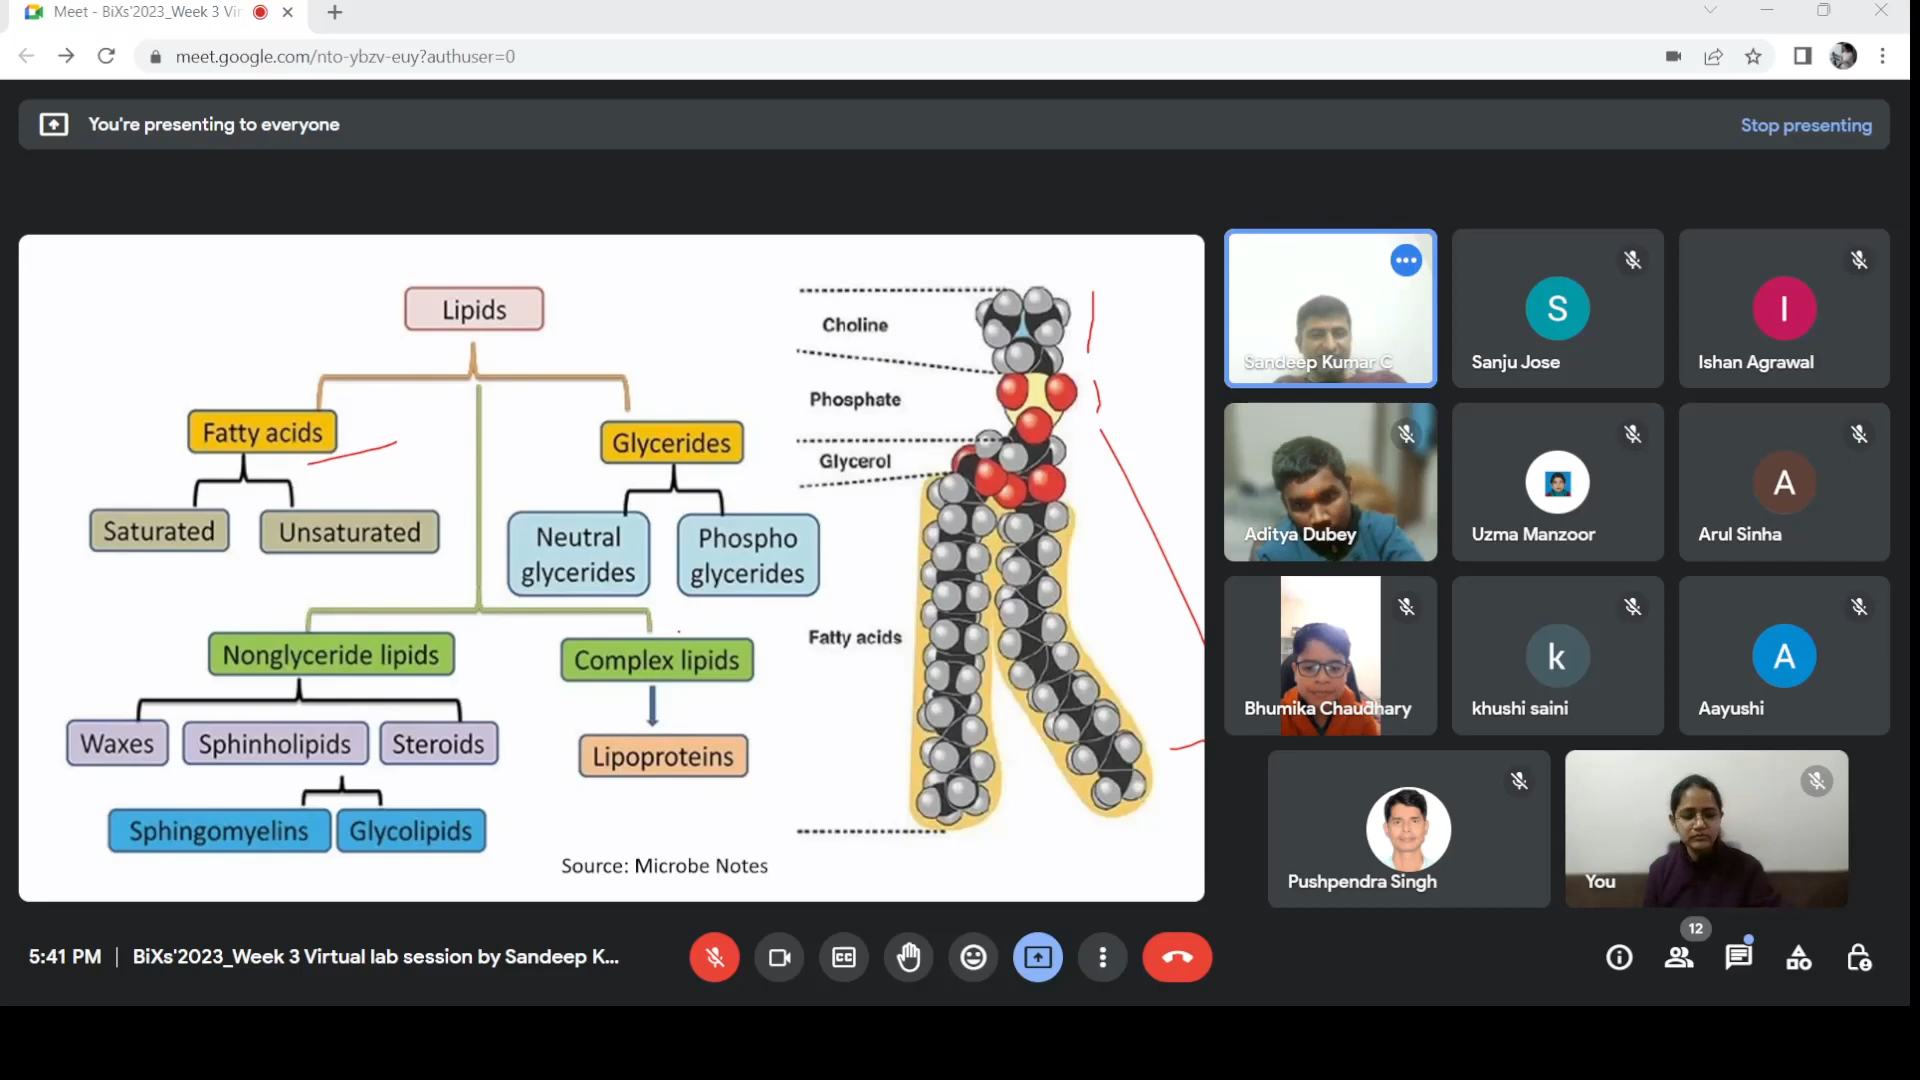 Meet - BiXs'2023_Week 3 Vir
meet.google.com/nto-ybzv-euy?authuser=0
You're presenting to everyone
Stop presenting
Lipids
Fatty acids
Glycerides
Saturated
Unsaturated
Neutral
glycerides
Phospho
glycerides
Nonglyceride lipids
Complex lipids
Waxes
Sphinholipids
Steroids
Lipoproteins
Sphingomyelins
Glycolipids
Choline
Phosphate
Glycerol
Fatty acids
Source: Microbe Notes
Sandeep Kumar C
S
Sanju Jose
I
Ishan Agrawal
Aditya Dubey
Uzma Manzoor
A
Arul Sinha
Bhumika Chaudhary
k
khushi saini
A
Aayushi
Pushpendra Singh
You
5:41 PM | BiXs'2023_Week 3 Virtual lab session by Sandeep K...
CC
12